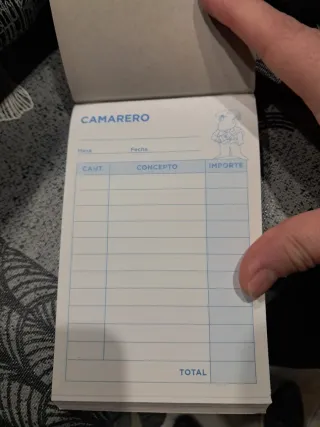 CAMARERO
Mesa Fecha
CANT. CONCEPTO IMPORTE
TOTAL